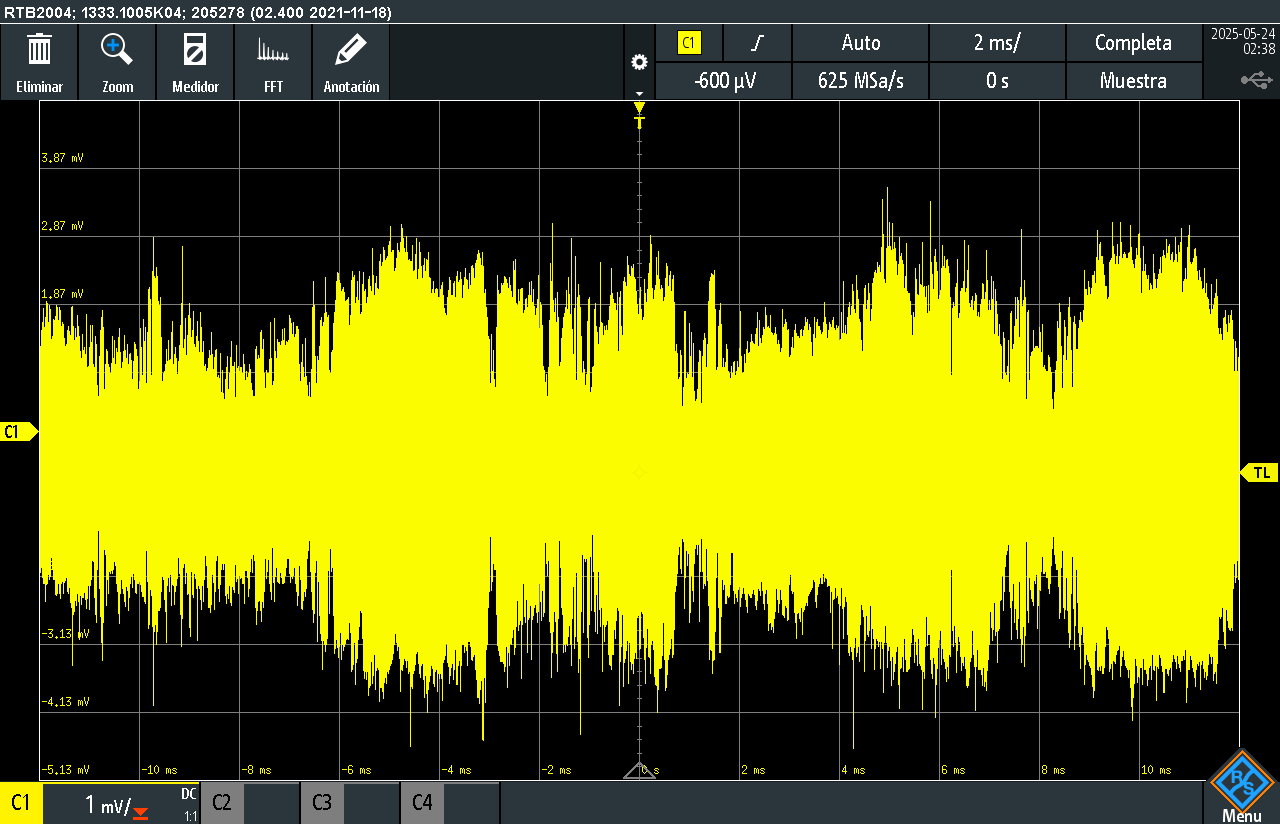 RTB2004; 1333.1005K04; 205278 (02.400 2021-11-18)
Eliminar
Zoom
Medidor
FFT
Anotación
C1
Auto
2 ms/
Completa
-600 µV
625 MSa/s
0 s
Muestra
2025-05-24
02:38
T
3.87 mV
2.87 mV
1.87 mV
C1
TL
-3.13 mV
-4.13 mV
-5.13 mV
-10 ms
-8 ms
-6 ms
-4 ms
-2 ms
0 s
2 ms
4 ms
6 ms
8 ms
10 ms
C1
1 mV/
DC
1:1
C2
C3
C4
R
S
Menu